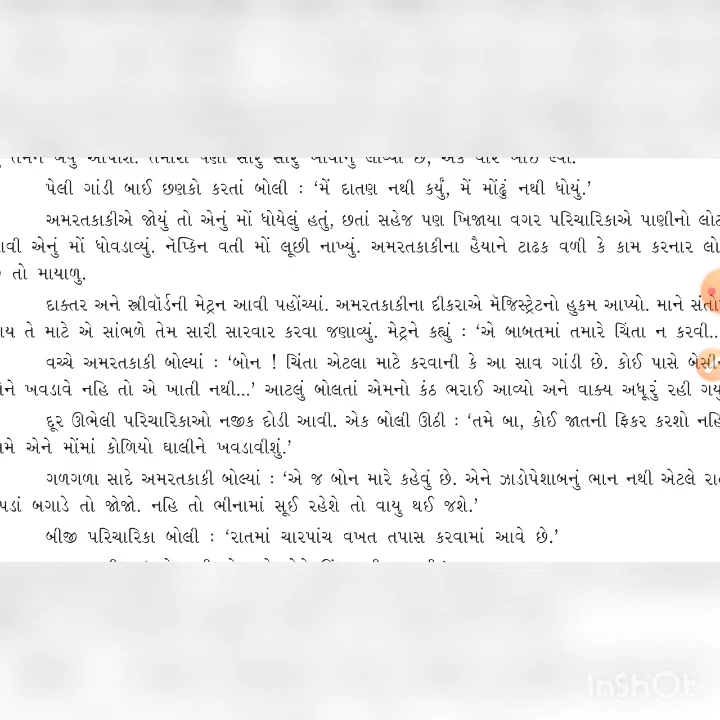 પેલી ગાંડી બાઈ છણકો કરતાં બોલી : ‘મેં દાતણ નથી કર્યું, મેં મોંઢું નથી ધોયું.’
અમરતકાકીએ જોયું તો એનું મોં ધોયેલું હતું, છતાં સહેજ પણ ખિજાયા વગર પરિચારિકાએ પાણીનો
એનું મોં ધોવડાવ્યું. નૅપ્કિન વતી મોં લૂછી નાખ્યું. અમરતકાકીના હૈયાને ટાઢક વળી કે કામ કરનાર
તો માયાળુ.
દાક્તર અને સ્ત્રીવૉર્ડની મેટ્રન આવી પહોંચ્યાં. અમરતકાકીના દીકરાએ મૅજિસ્ટ્રેટનો હુકમ આપ્યો. માને
તે માટે એ સાંભળે તેમ સારી સારવાર કરવા જણાવ્યું. મેટ્રને કહ્યું : ‘એ બાબતમાં તમારે ચિંતા ન કરવી...
વચ્ચે અમરતકાકી બોલ્યાં : ‘બોન ! ચિંતા એટલા માટે કરવાની કે આ સાવ ગાંડી છે. કોઈ પાસે
ખવડાવે નહિ તો એ ખાતી નથી...’ આટલું બોલતાં એમનો કંઠ ભરાઈ આવ્યો અને વાક્ય અધૂરું રહી
દૂર ઊભેલી પરિચારિકાઓ નજીક દોડી આવી. એક બોલી ઊઠી : ‘તમે બા, કોઈ જાતની ફિકર કરશો નહિ
એને મોંમાં કોળિયો ઘાલીને ખવડાવીશું.’
ગળગળા સાદે અમરતકાકી બોલ્યાં : ‘એ જ બોન મારે કહેવું છે. એને ઝાડોપેશાબનું ભાન નથી એટલે
બગાડે તો જોજો. નહિ તો ભીનામાં સૂઈ રહેશે તો વાયુ થઈ જશે.’
બીજી પરિચારિકા બોલી : ‘રાતમાં ચારપાંચ વખત તપાસ કરવામાં આવે છે.’
InShOt